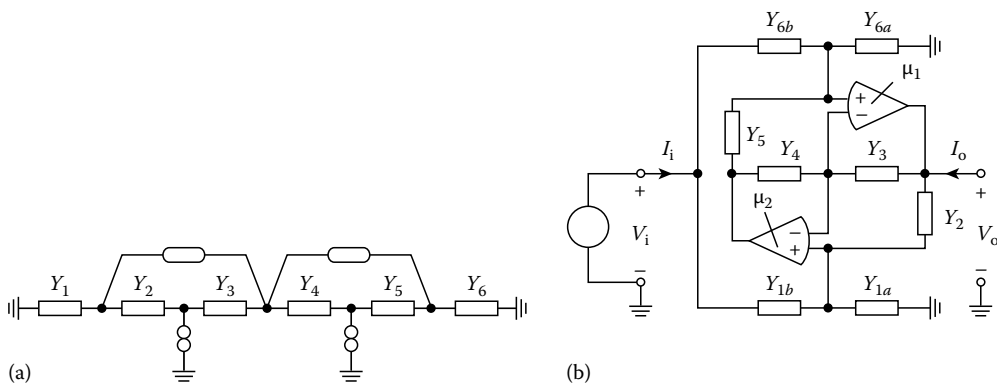 Y1 Y2 Y3 Y4 Y5 Y6
(a)
Y6b Y6a
μ1
+
−
Y5
Ii Y4 Y3 Io
+ μ2 +
− Y2
Vi + Vo
− Y1b Y1a −
(b)